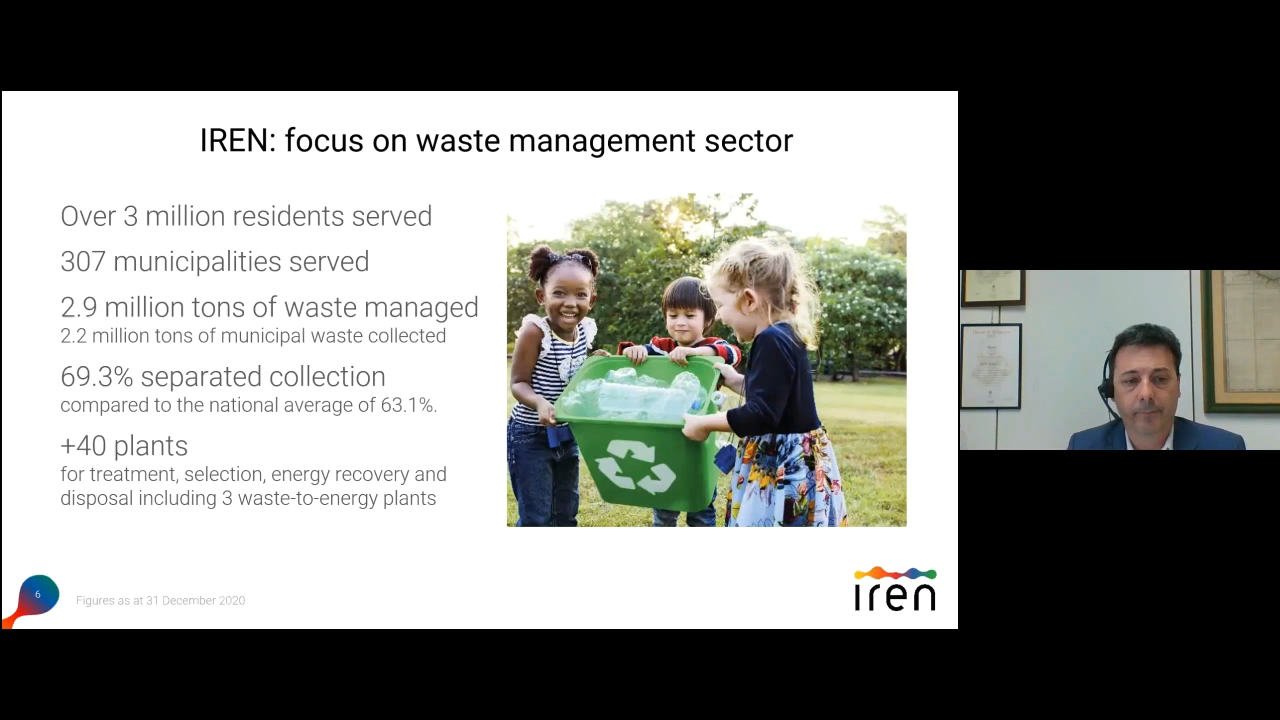 IREN: focus on waste management sector
Over 3 million residents served
307 municipalities served
2.9 million tons of waste managed
2.2 million tons of municipal waste collected
69.3% separated collection
compared to the national average of 63.1%.
+40 plants
for treatment, selection, energy recovery and
disposal including 3 waste-to-energy plants
6
Figures as at 31 December 2020
iren